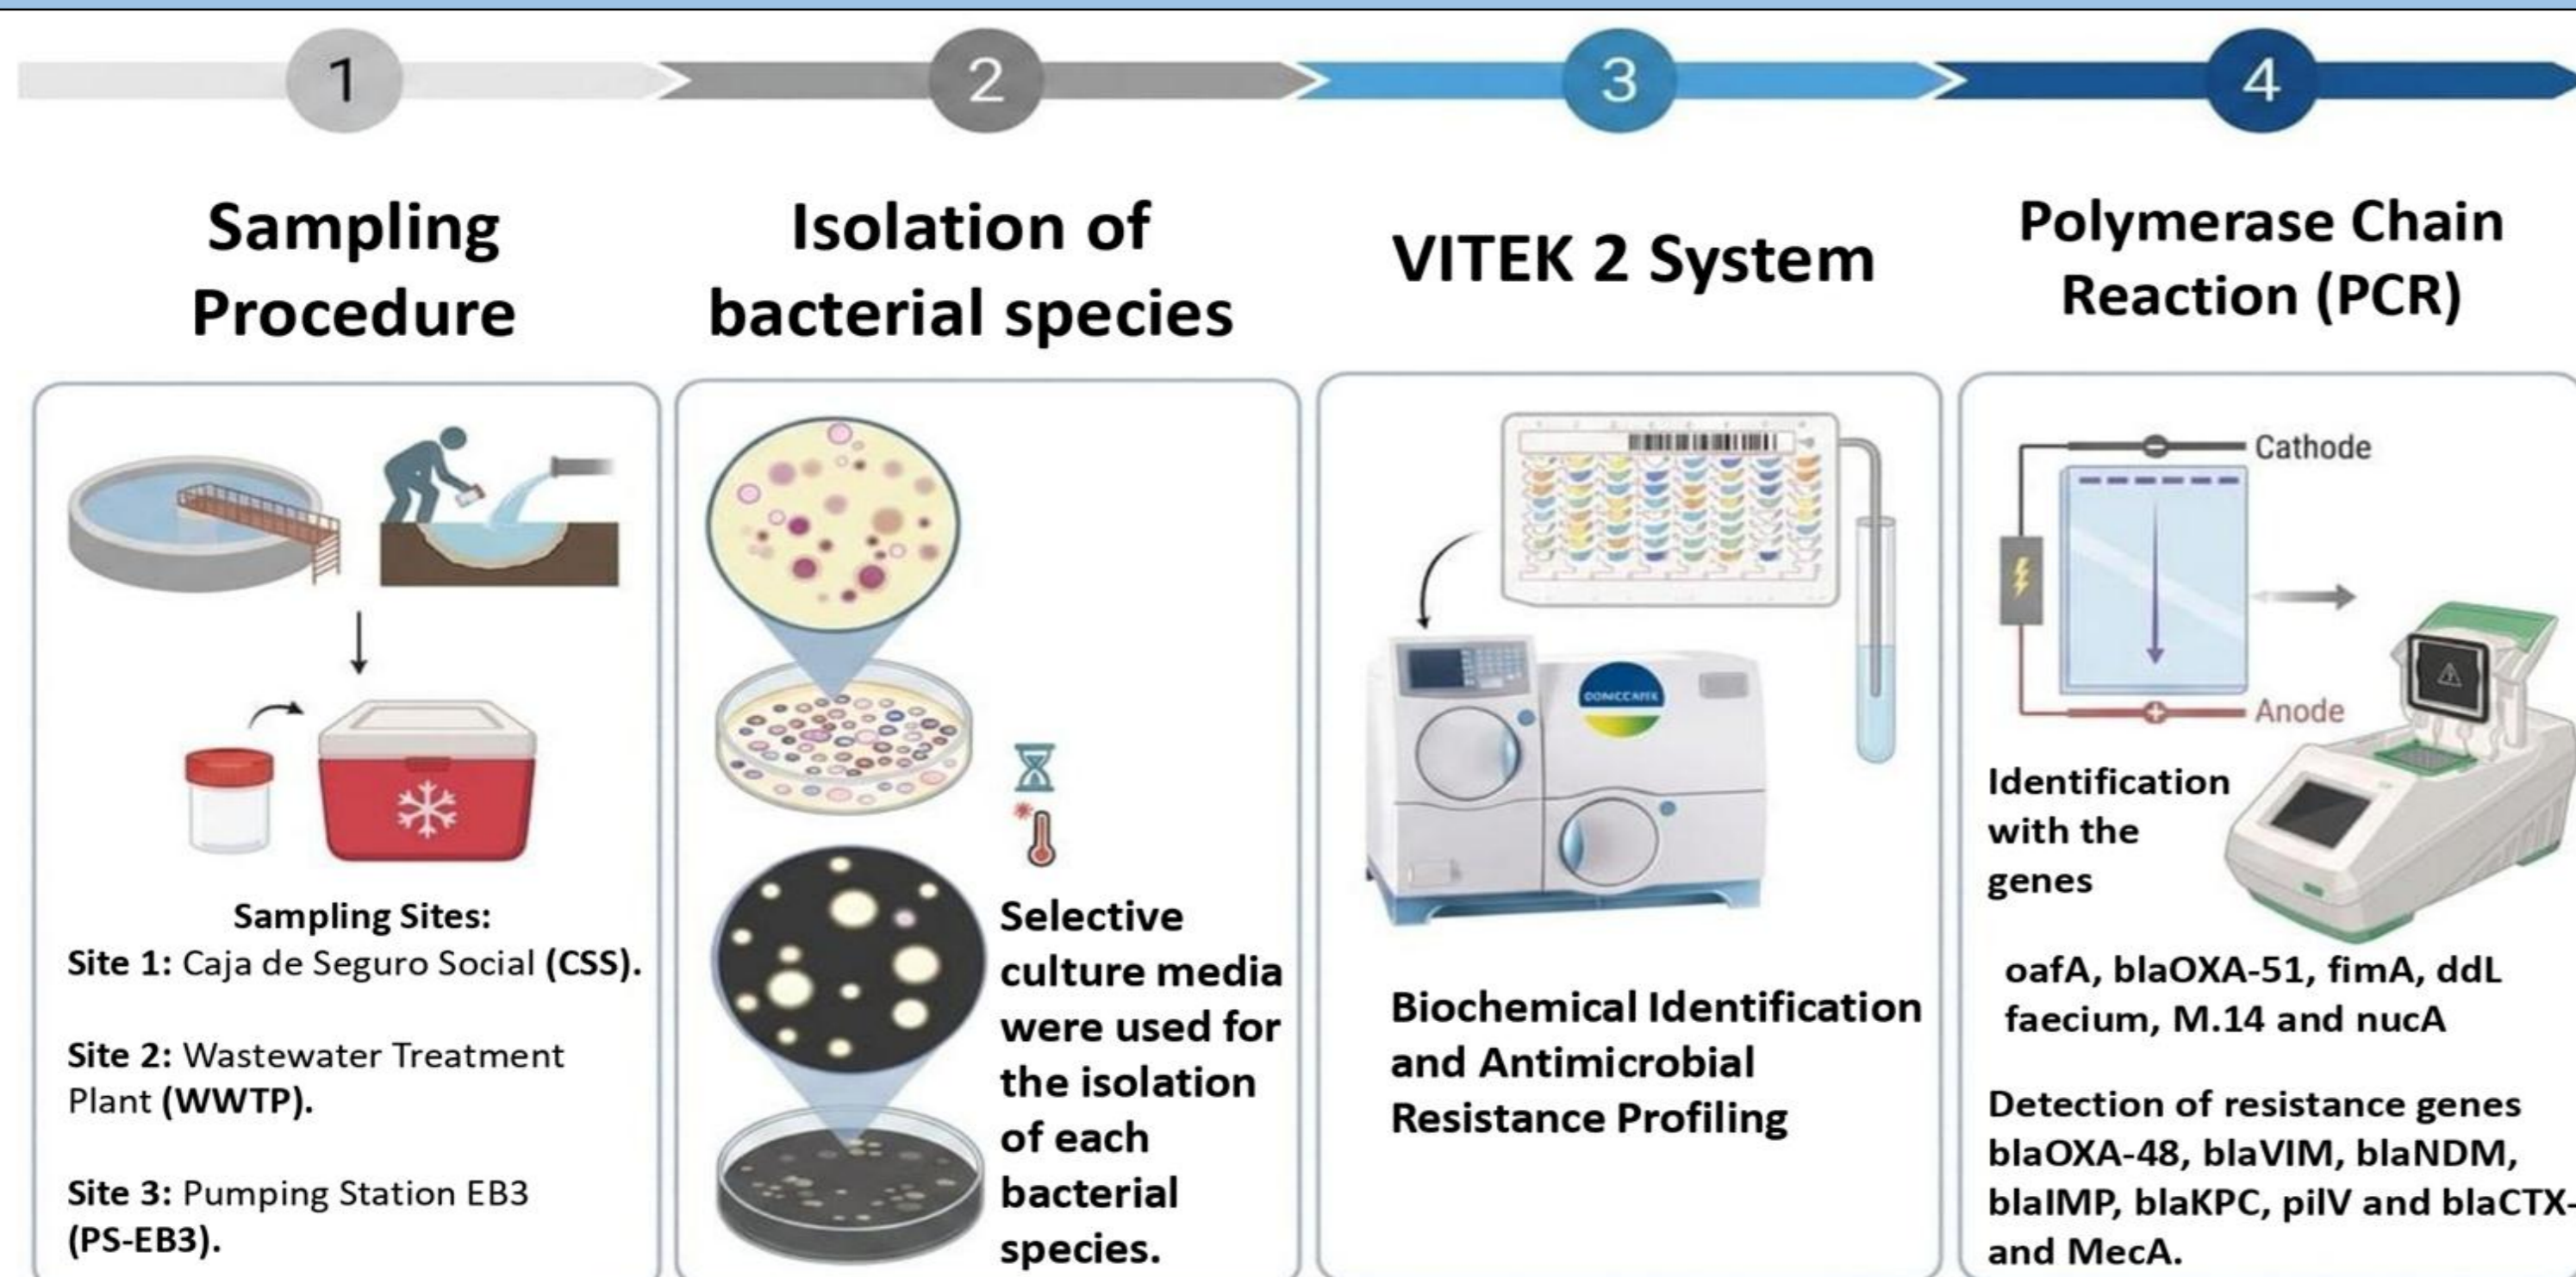 1
2
3
4
Sampling
Procedure
Isolation of
bacterial species
VITEK 2 System
Polymerase Chain
Reaction (PCR)
Sampling Sites:
Site 1: Caja de Seguro Social (CSS).
Site 2: Wastewater Treatment
Plant (WWTP).
Site 3: Pumping Station EB3
(PS-EB3).
Selective
culture media
were used for
the isolation
of each
bacterial
species.
Biochemical Identification
and Antimicrobial
Resistance Profiling
Cathode
Anode
Identification
with the
genes
oafA, blaOXA-51, fimA, ddL
faecium, M.14 and nucA
Detection of resistance genes
blaOXA-48, blaVIM, blaNDM,
blaIMP, blaKPC, pilV and blaCTX-
and MecA.